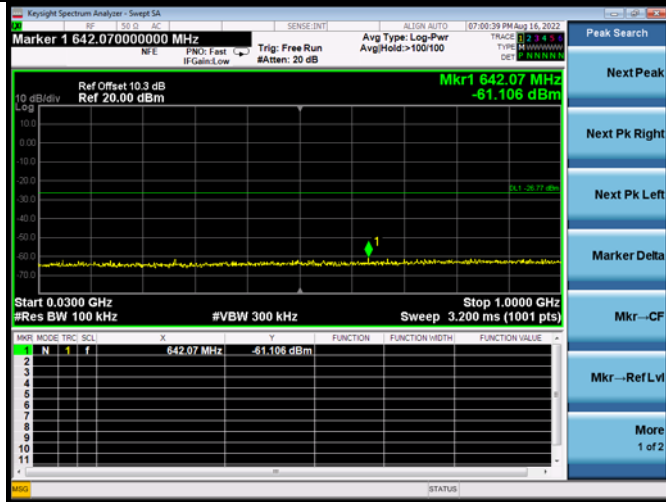 Keysight Spectrum Analyzer - Swept SA
RF 50 Ω AC SENSE:INT ALIGN AUTO 07:00:39 PM Aug 16, 2022
Marker 1 642.070000000 MHz
NFE PNO: Fast Trig: Free Run
IFGain:Low #Atten: 20 dB
Avg Type: Log-Pwr
Avg|Hold:>100/100
TRACE 1 2 3 4 5 6
TYPE M WWWWW
DET P N N N N N
Ref Offset 10.3 dB
Ref 20.00 dBm
10 dB/div
Log
Mkr1 642.07 MHz
-61.106 dBm
10.0
0.00
-10.0
-20.0
DL1 -26.77 dBm
-30.0
-40.0
-50.0
1
-60.0
-70.0
Start 0.0300 GHz Stop 1.0000 GHz
#Res BW 100 kHz #VBW 300 kHz Sweep 3.200 ms (1001 pts)
MKR MODE TRC SCL X Y FUNCTION FUNCTION WIDTH FUNCTION VALUE
1 N 1 f 642.07 MHz -61.106 dBm
2
3
4
5
6
7
8
9
10
11
MSG STATUS
Peak Search
Next Peak
Next Pk Right
Next Pk Left
Marker Delta
Mkr→CF
Mkr→Ref Lvl
More
1 of 2